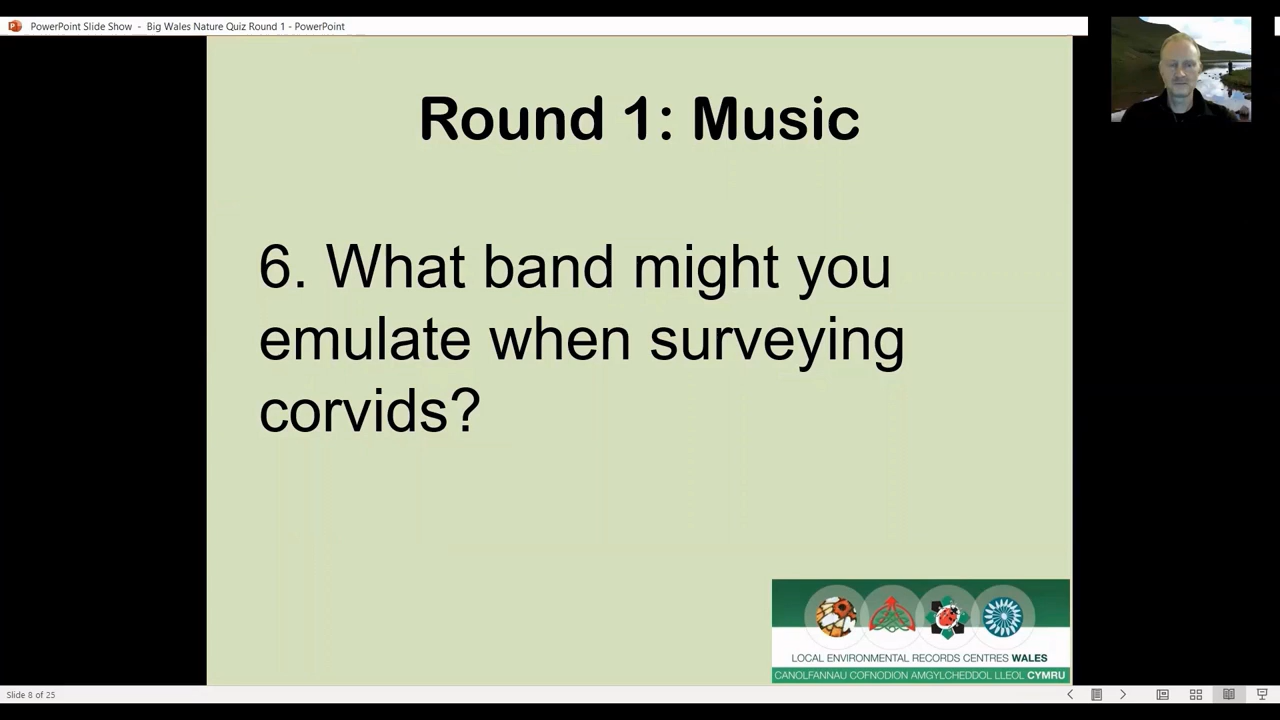 PowerPoint Slide Show - Big Wales Nature Quiz Round 1 - PowerPoint
Round 1: Music
6. What band might you
emulate when surveying
corvids?
LOCAL ENVIRONMENTAL RECORDS CENTRES WALES
CANOLFANNAU COFNODION AMGYLCHEDDOL LLEOL CYMRU
Slide 8 of 25